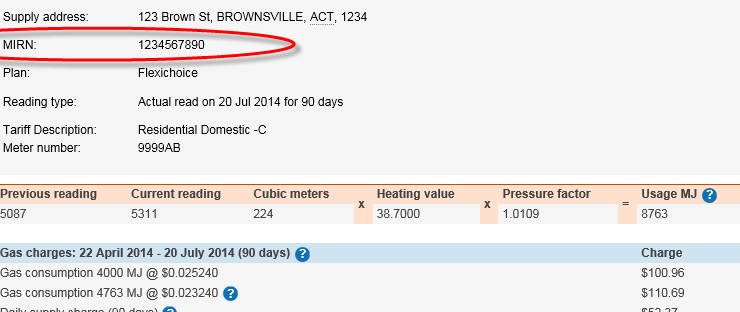 Supply address: 123 Brown St, BROWNSVILLE, ACT, 1234
MIRN: 1234567890
Plan: Flexichoice
Reading type: Actual read on 20 Jul 2014 for 90 days
Tariff Description: Residential Domestic -C
Meter number: 9999AB
Previous reading Current reading Cubic meters Heating value Pressure factor Usage MJ ?
5087 5311 224 x 38.7000 x 1.0109 = 8763
Gas charges: 22 April 2014 - 20 July 2014 (90 days) ? Charge
Gas consumption 4000 MJ @ $0.025240 $100.96
Gas consumption 4763 MJ @ $0.023240 ? $110.69
Daily supply charge (90 days) $52.37